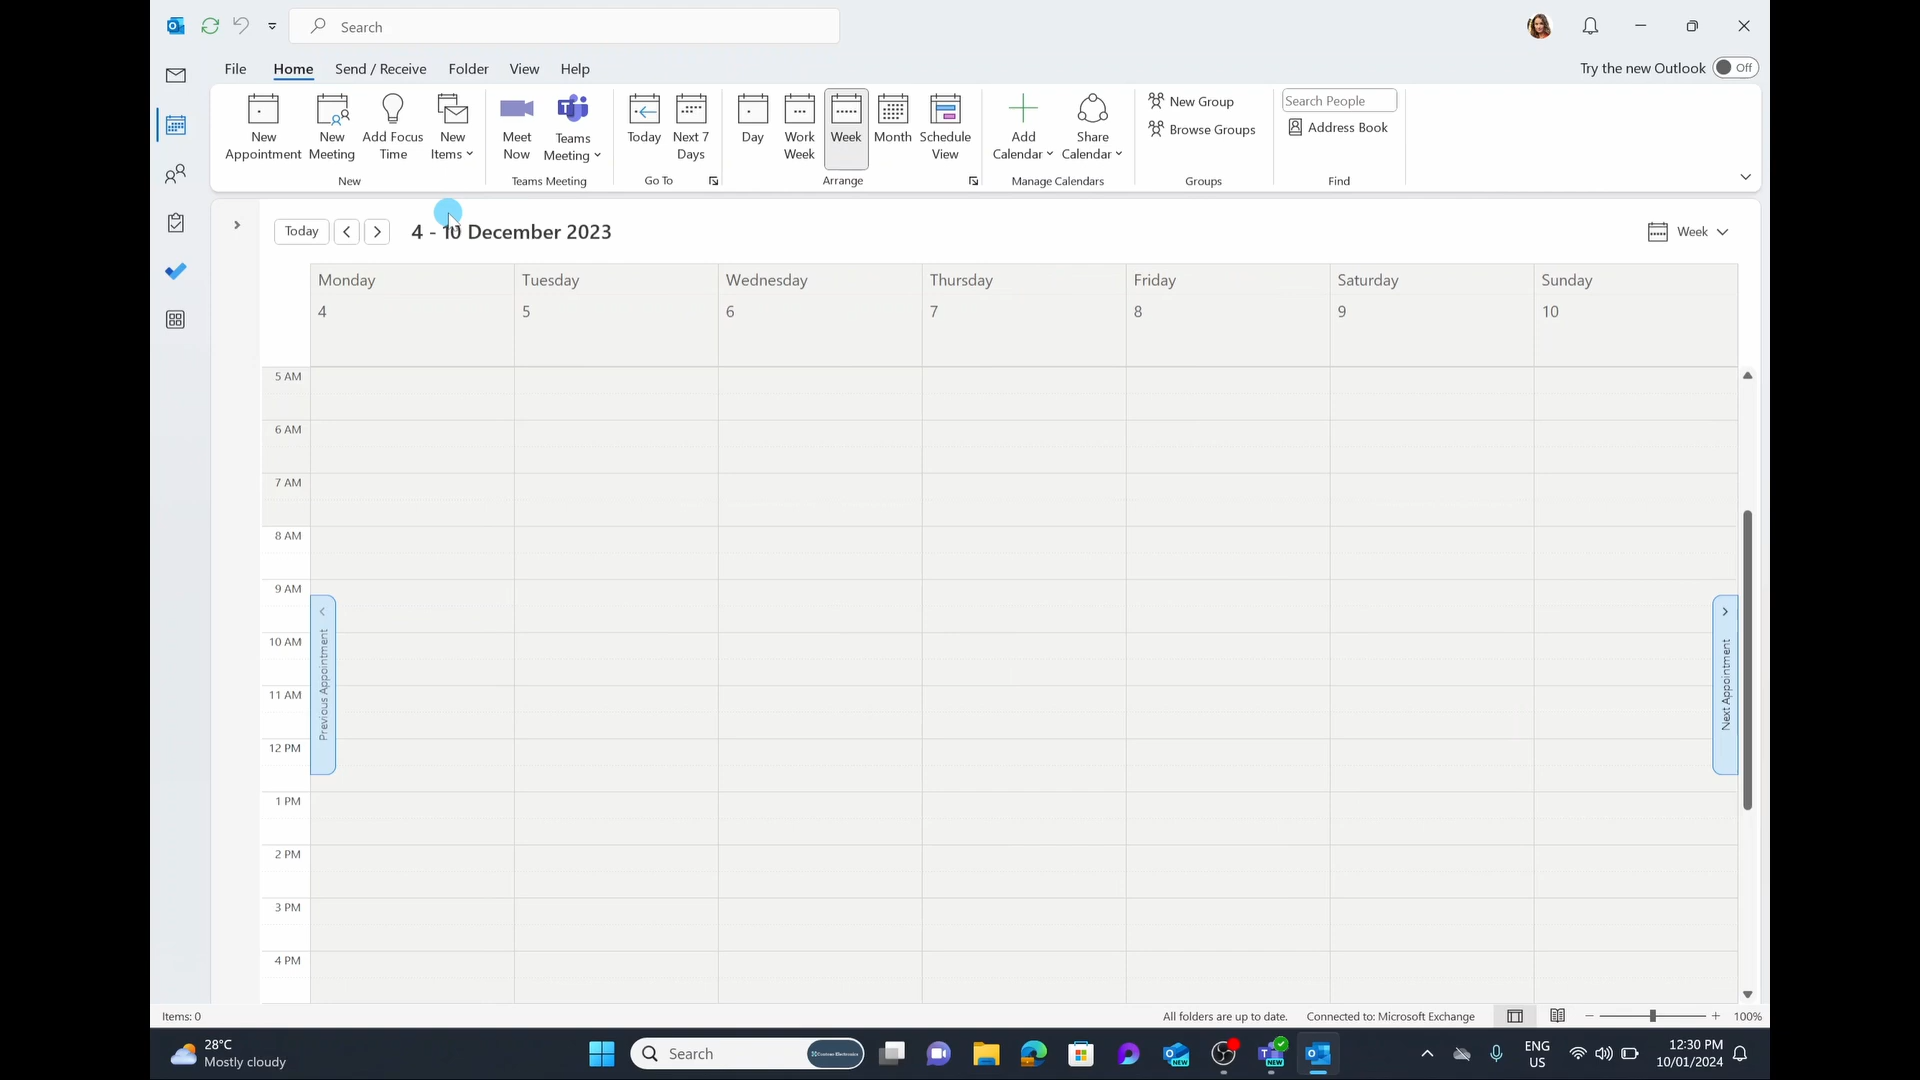 Search
File Home Send / Receive Folder View Help
Try the new Outlook Off
New Appointment
New Meeting
Add Focus Time
New Items
New
Meet Now
Teams Meeting
Teams Meeting
Today
Next 7 Days
Go To
Day
Work Week
Week
Month
Schedule View
Arrange
Add Calendar
Share Calendar
Manage Calendars
New Group
Browse Groups
Groups
Search People
Address Book
Find
Today
4 - 10 December 2023
Week
Monday Tuesday Wednesday Thursday Friday Saturday Sunday
4 5 6 7 8 9 10
5 AM
6 AM
7 AM
8 AM
9 AM
10 AM
11 AM
12 PM
1 PM
2 PM
3 PM
4 PM
Previous Appointment
Next Appointment
Items: 0
All folders are up to date. Connected to: Microsoft Exchange
100%
28°C
Mostly cloudy
Search
Contoso Electronics
NEW
NEW
ENG
US
12:30 PM
10/01/2024